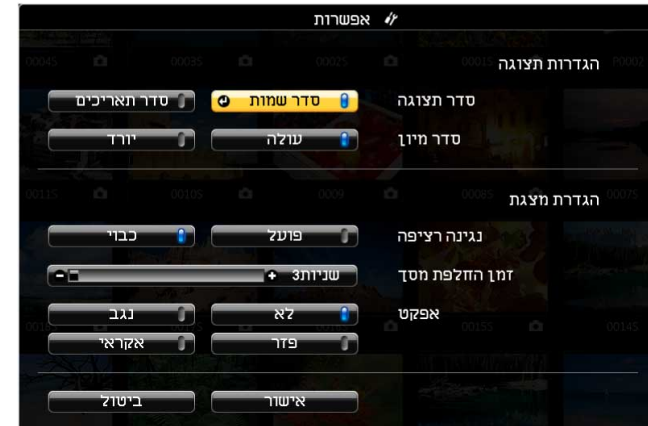 אפשרות
הגדרות תצוגה
סדר תצוגה סדר שמות סדר תאריכים
סדר מיון עולה יורד
הגדרת מצגת
נגינה רציפה פועל כבוי
זמן החלפת מסך שניות3
אפקט לא נגב
פזר אקראי
אישור ביטול